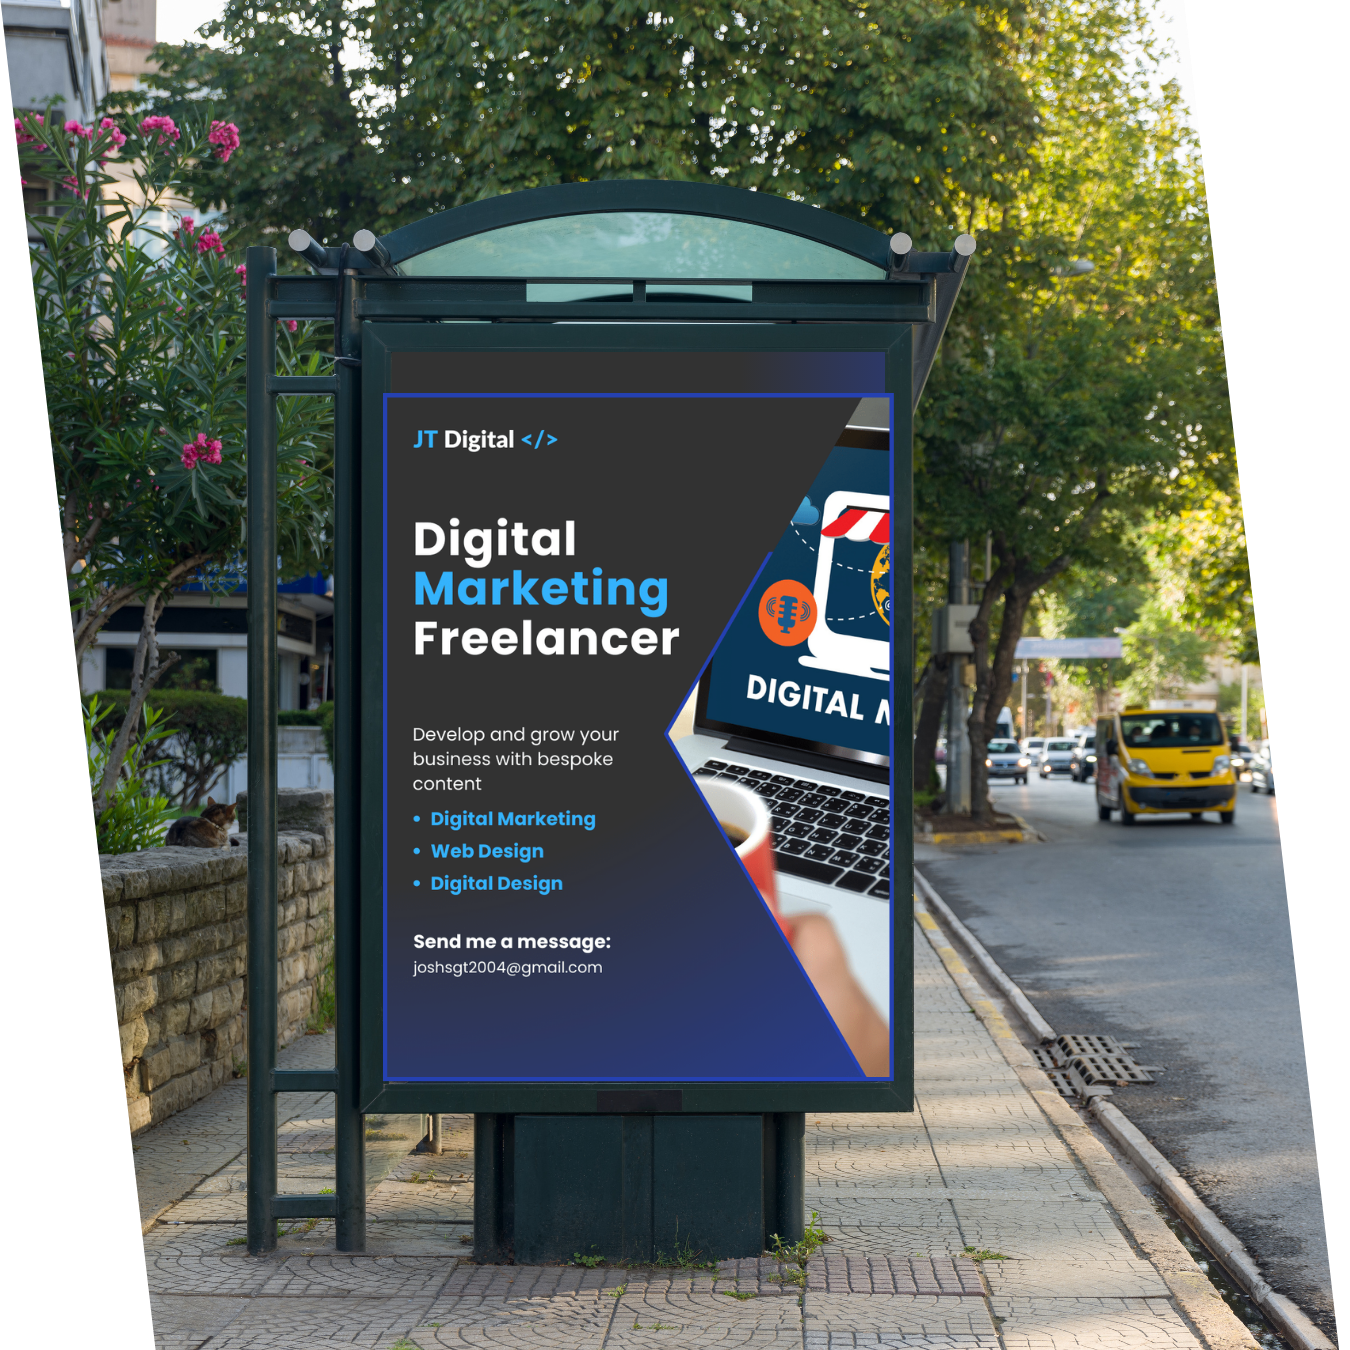 JT Digital </>
Digital
Marketing
Freelancer
Develop and grow your
business with bespoke
content
• Digital Marketing
• Web Design
• Digital Design
Send me a message:
joshsgt2004@gmail.com
DIGITAL M